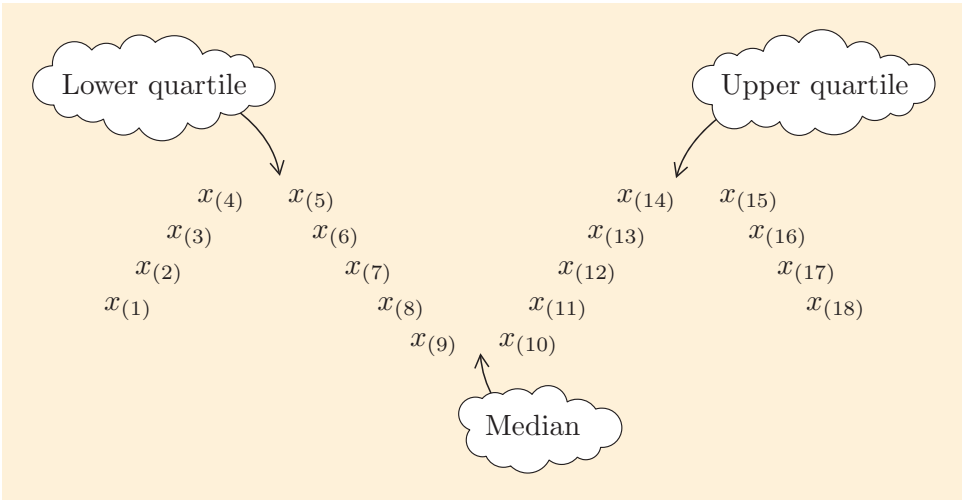 Lower quartile Upper quartile
x(4) x(5) x(14) x(15)
x(3) x(6) x(13) x(16)
x(2) x(7) x(12) x(17)
x(1) x(8) x(11) x(18)
x(9) x(10)
Median